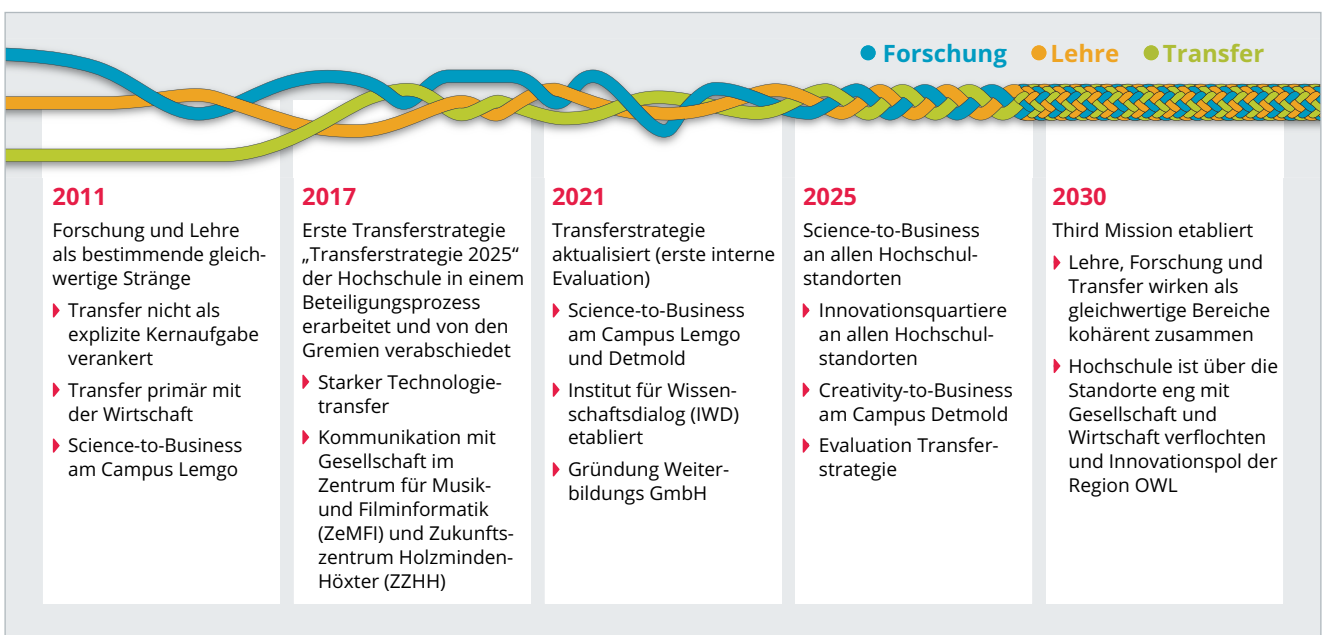 Forschung Lehre Transfer
2011
Forschung und Lehre
als bestimmende gleich-
wertige Stränge
Transfer nicht als
explizite Kernaufgabe
verankert
Transfer primär mit
der Wirtschaft
Science-to-Business
am Campus Lemgo
2017
Erste Transferstrategie
„Transferstrategie 2025“
der Hochschule in einem
Beteiligungsprozess
erarbeitet und von den
Gremien verabschiedet
Starker Technologie-
transfer
Kommunikation mit
Gesellschaft im
Zentrum für Musik-
und Filminformatik
(ZeMFI) und Zukunfts-
zentrum Holzminden-
Höxter (ZZHH)
2021
Transferstrategie
aktualisiert (erste interne
Evaluation)
Science-to-Business
am Campus Lemgo
und Detmold
Institut für Wissen-
schaftsdialog (IWD)
etabliert
Gründung Weiter-
bildungs GmbH
2025
Science-to-Business
an allen Hochschul-
standorten
Innovationsquartiere
an allen Hochschul-
standorten
Creativity-to-Business
am Campus Detmold
Evaluation Transfer-
strategie
2030
Third Mission etabliert
Lehre, Forschung und
Transfer wirken als
gleichwertige Bereiche
kohärent zusammen
Hochschule ist über die
Standorte eng mit
Gesellschaft und
Wirtschaft verflochten
und Innovationspol der
Region OWL